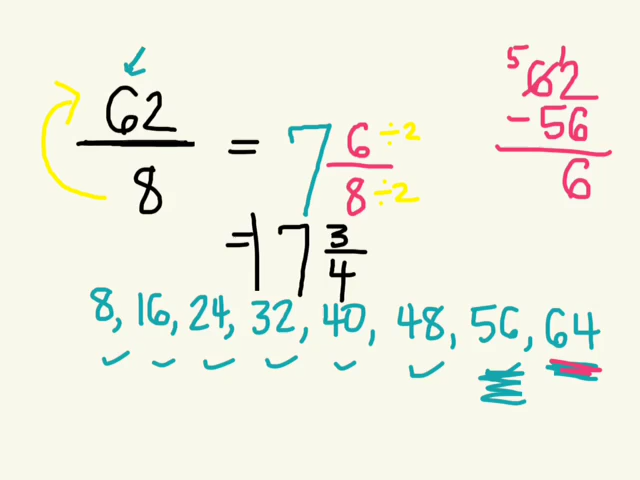 62/8 = 7 6/8 ÷2 ÷2
= 7 3/4
8, 16, 24, 32, 40, 48, 56, 64
5 1
62
- 56
6